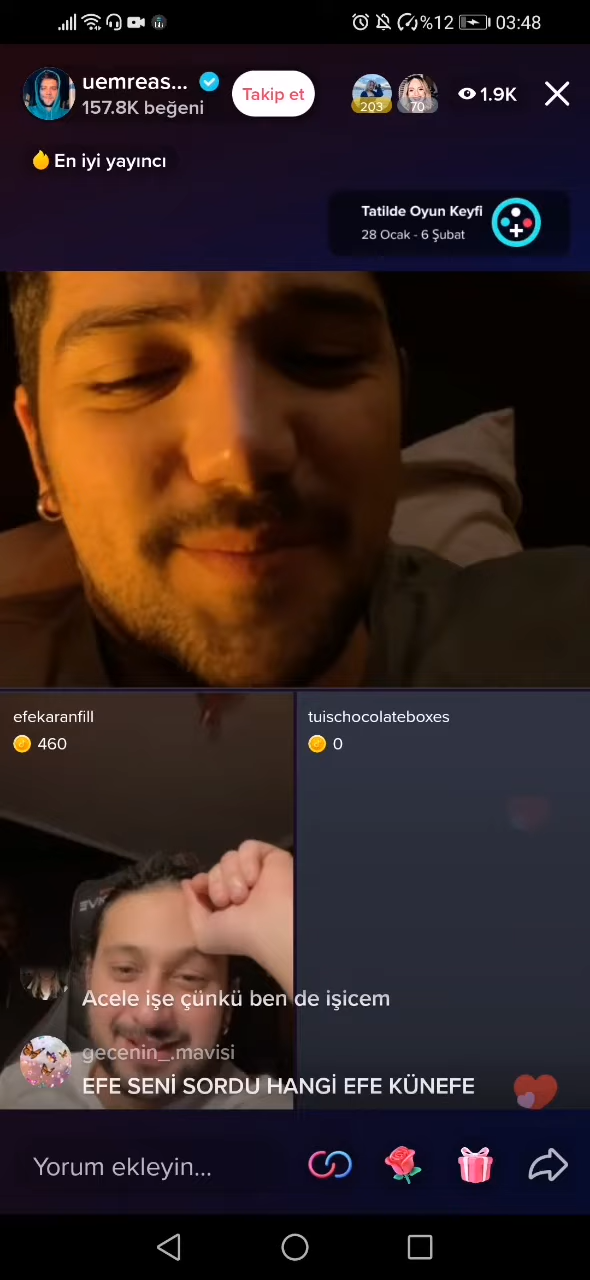 %12
03:48
uemreas...
Takip et
157.8K beğeni
203
70
1.9K
En iyi yayıncı
Tatilde Oyun Keyfi
28 Ocak - 6 Şubat
efekaranfill
460
tuischocolateboxes
0
Acele işe çünkü ben de işicem
gecenin_.mavisi
EFE SENİ SORDU HANGİ EFE KÜNEFE
Yorum ekleyin...